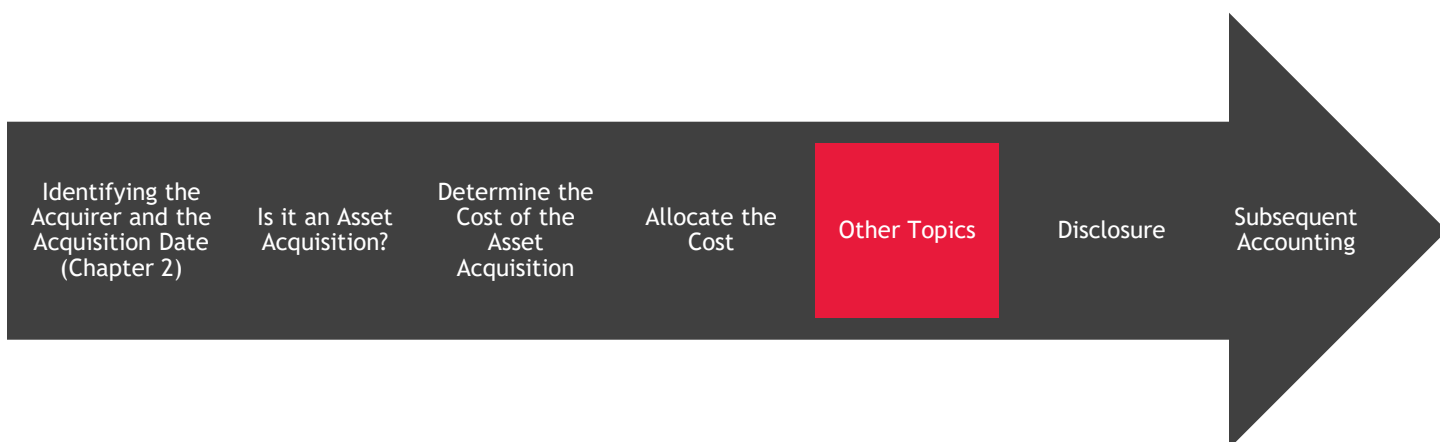 Identifying the
Acquirer and the
Acquisition Date
(Chapter 2)
Is it an Asset
Acquisition?
Determine the
Cost of the
Asset
Acquisition
Allocate the
Cost
Other Topics
Disclosure
Subsequent
Accounting